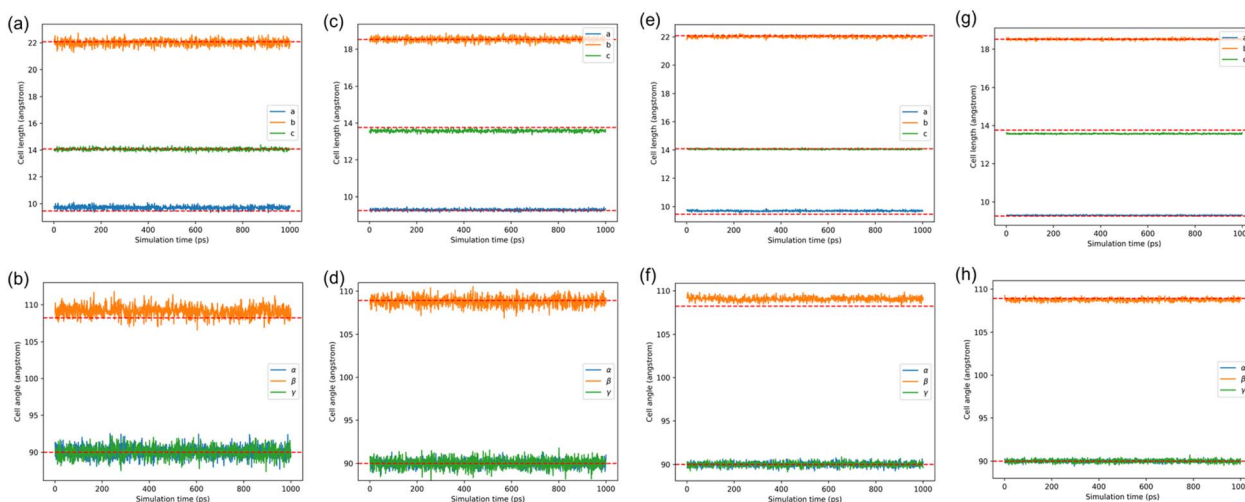 (a)
Cell length (angstrom)
22
20
18
16
14
12
10
a
b
c
0 200 400 600 800 1000
Simulation time (ps)
(c)
Cell length (angstrom)
18
16
14
12
10
a
b
c
0 200 400 600 800 1000
Simulation time (ps)
(e)
Cell length (angstrom)
22
20
18
16
14
12
10
a
b
c
0 200 400 600 800 1000
Simulation time (ps)
(g)
Cell length (angstrom)
18
16
14
12
10
a
b
c
0 200 400 600 800 1000
Simulation time (ps)
(b)
Cell angle (angstrom)
110
105
100
95
90
α
β
γ
0 200 400 600 800 1000
Simulation time (ps)
(d)
Cell angle (angstrom)
110
105
100
95
90
α
β
γ
0 200 400 600 800 1000
Simulation time (ps)
(f)
Cell angle (angstrom)
110
105
100
95
90
α
β
γ
0 200 400 600 800 1000
Simulation time (ps)
(h)
Cell angle (angstrom)
110
105
100
95
90
α
β
γ
0 200 400 600 800
Simulation time (ps)